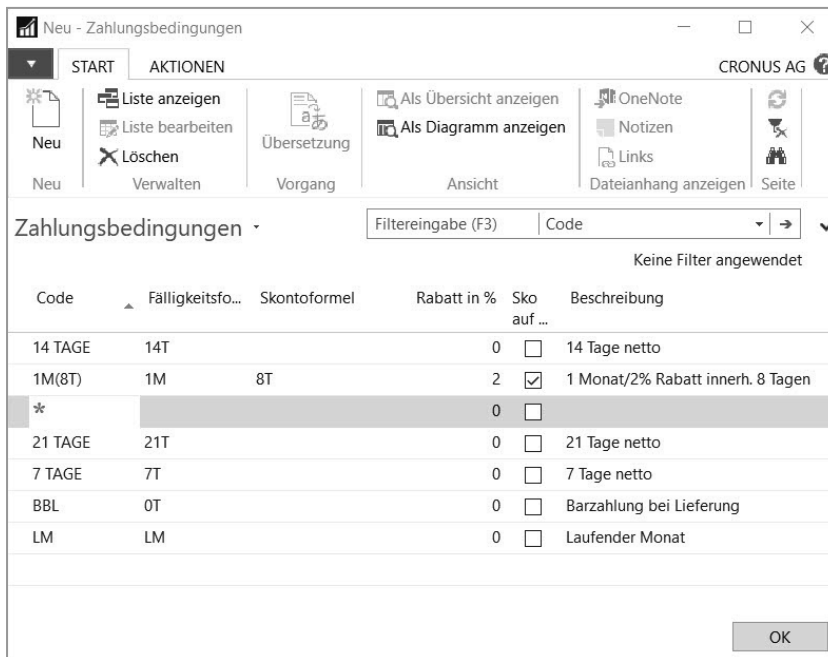 Neu - Zahlungsbedingungen
START AKTIONEN CRONUS AG ?
Neu
Liste anzeigen
Liste bearbeiten
Löschen
Übersetzung
Als Übersicht anzeigen
Als Diagramm anzeigen
OneNote
Notizen
Links
Neu Verwalten Vorgang Ansicht Dateianhang anzeigen Seite
Zahlungsbedingungen Filtereingabe (F3) Code
Keine Filter angewendet
Code Fälligkeitsfo... Skontoformel Rabatt in % Sko auf ... Beschreibung
14 TAGE 14T 0 14 Tage netto
1M(8T) 1M 8T 2 1 Monat/2% Rabatt innerh. 8 Tagen
* 0
21 TAGE 21T 0 21 Tage netto
7 TAGE 7T 0 7 Tage netto
BBL 0T 0 Barzahlung bei Lieferung
LM LM 0 Laufender Monat
OK